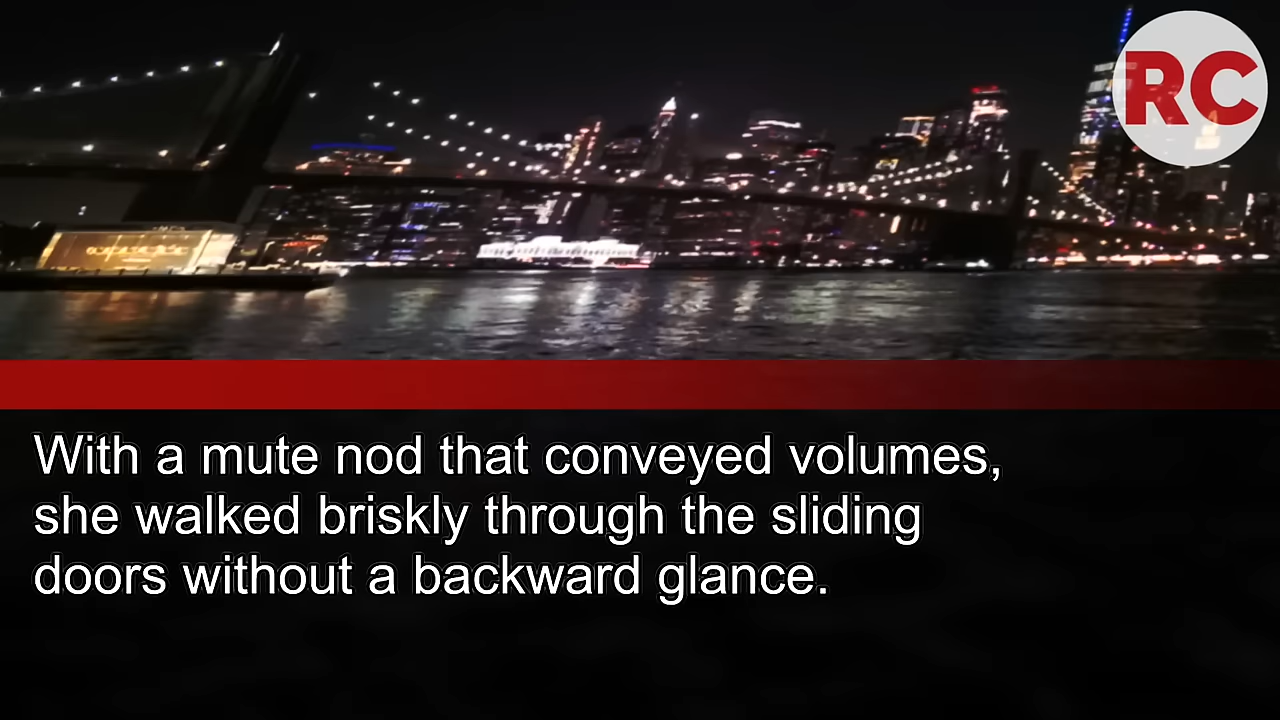 RC
With a mute nod that conveyed volumes,
she walked briskly through the sliding
doors without a backward glance.